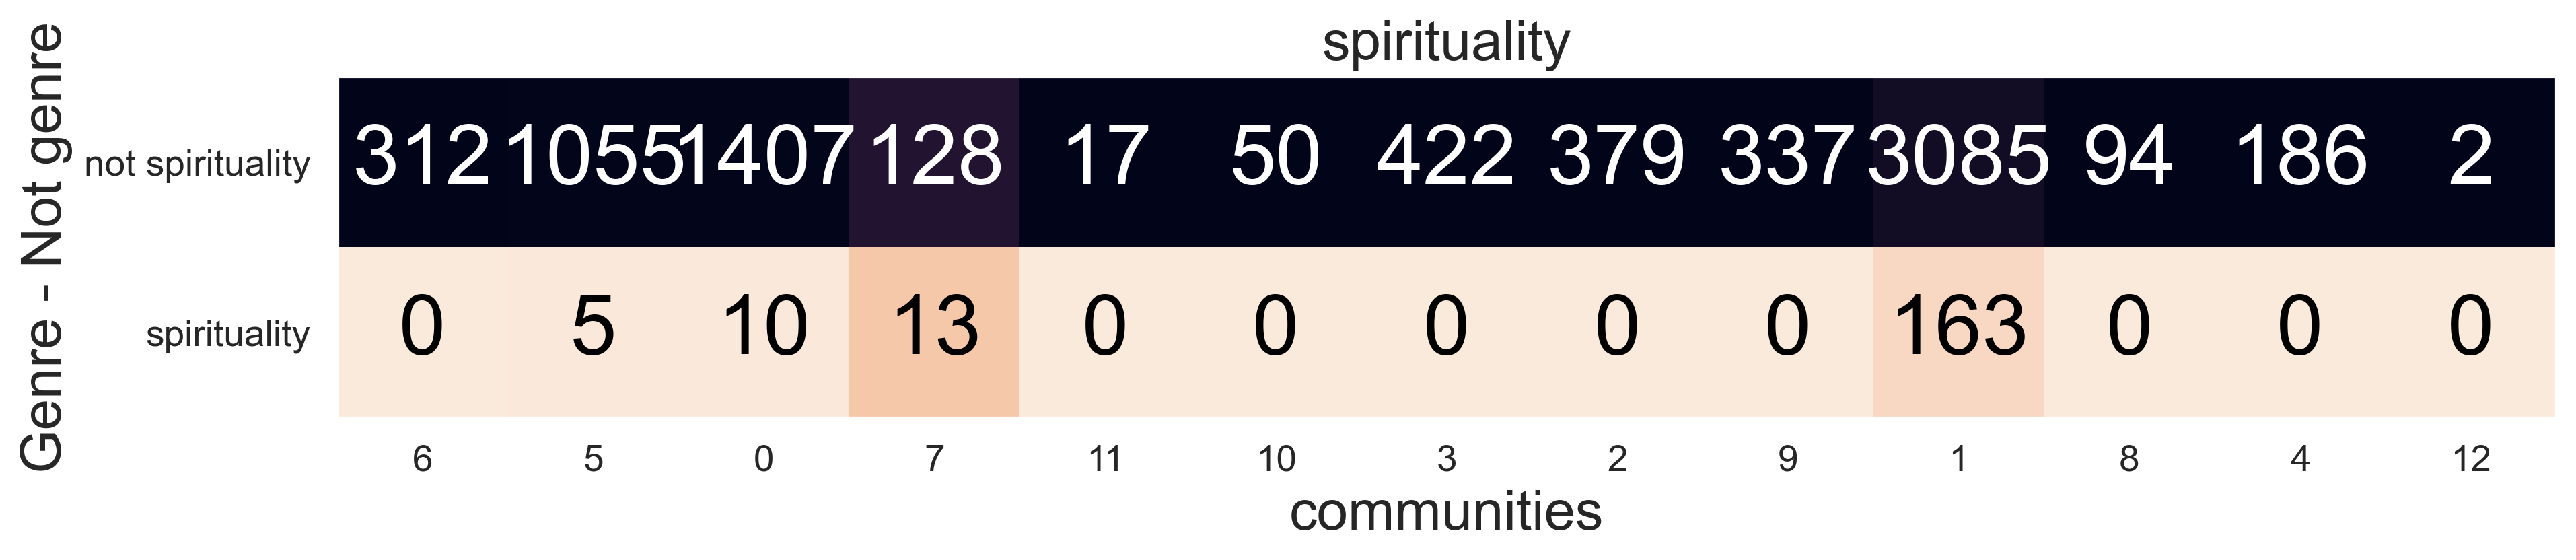 spirituality
Genre - Not genre
not spirituality 312 1055 1407 128 17 50 422 379 337 3085 94 186 2
spirituality 0 5 10 13 0 0 0 0 0 163 0 0 0
6 5 0 7 11 10 3 2 9 1 8 4 12
communities